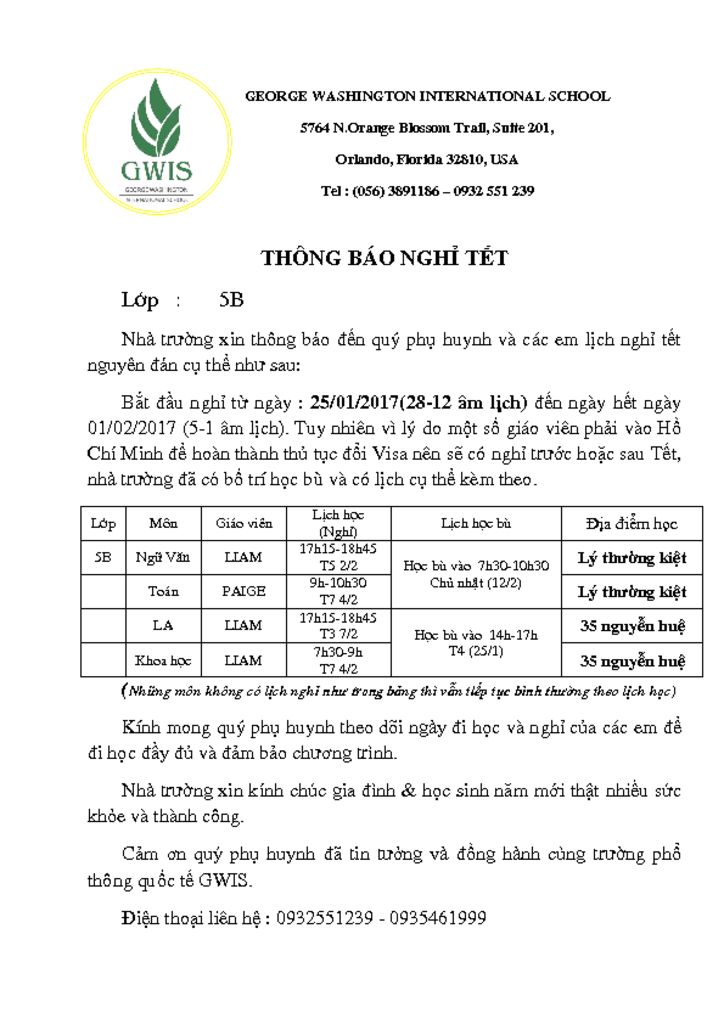 GWIS
GEORGE WASHINGTON
INTERNATIONAL SCHOOL
GEORGE WASHINGTON INTERNATIONAL SCHOOL
5764 N.Orange Blossom Trail, Suite 201,
Orlando, Florida 32810, USA
Tel : (056) 3891186 – 0932 551 239
THÔNG BÁO NGHỈ TẾT
Lớp : 5B
Nhà trường xin thông báo đến quý phụ huynh và các em lịch nghỉ tết
nguyên đán cụ thể như sau:
Bắt đầu nghỉ từ ngày : 25/01/2017(28-12 âm lịch) đến ngày hết ngày
01/02/2017 (5-1 âm lịch). Tuy nhiên vì lý do một số giáo viên phải vào Hồ
Chí Minh để hoàn thành thủ tục đổi Visa nên sẽ có nghỉ trước hoặc sau Tết,
nhà trường đã có bố trí học bù và có lịch cụ thể kèm theo.
Lớp Môn Giáo viên Lịch học (Nghỉ) Lịch học bù Địa điểm học
5B Ngữ Văn LIAM 17h15-18h45 T5 2/2 Học bù vào 7h30-10h30 Chủ nhật (12/2) Lý thường kiệt
Toán PAIGE 9h-10h30 T7 4/2 Lý thường kiệt
LA LIAM 17h15-18h45 T3 7/2 Học bù vào 14h-17h T4 (25/1) 35 nguyễn huệ
Khoa học LIAM 7h30-9h T7 4/2 35 nguyễn huệ
(Những môn không có lịch nghỉ như trong bảng thì vẫn tiếp tục bình thường theo lịch học)
Kính mong quý phụ huynh theo dõi ngày đi học và nghỉ của các em để
đi học đầy đủ và đảm bảo chương trình.
Nhà trường xin kính chúc gia đình & học sinh năm mới thật nhiều sức
khỏe và thành công.
Cảm ơn quý phụ huynh đã tin tưởng và đồng hành cùng trường phổ
thông quốc tế GWIS.
Điện thoại liên hệ : 0932551239 - 0935461999